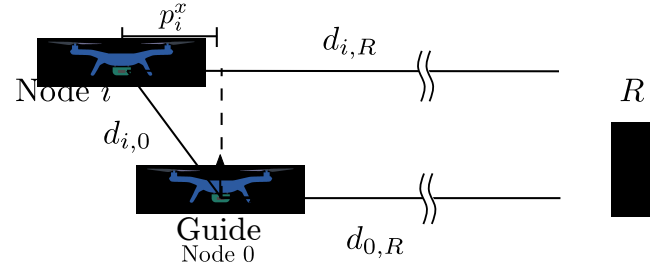 $p_i^x$
$d_{i,R}$
Node $i$
$R$
$d_{i,0}$
Guide
Node 0
$d_{0,R}$